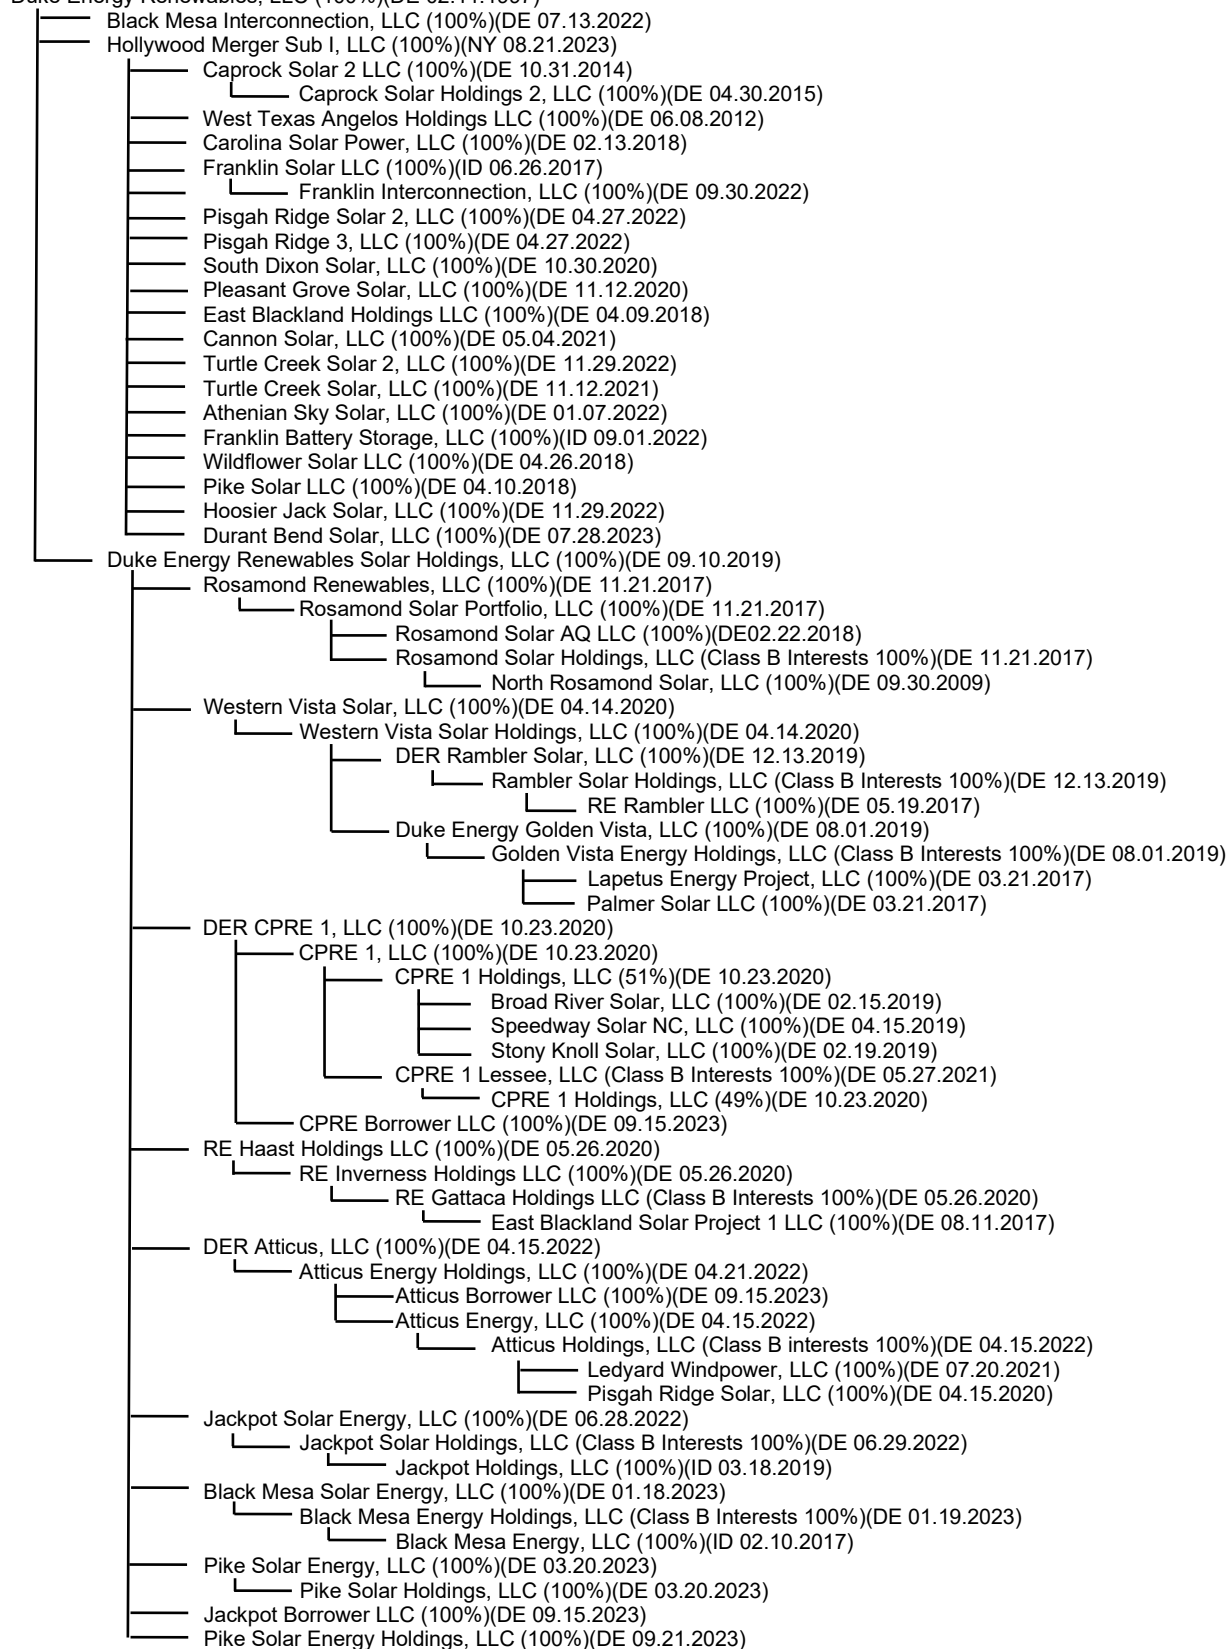 Duke Energy Renewables, LLC (100%)(DE
Black Mesa Interconnection, LLC (100%)(DE 07.13.2022)
Hollywood Merger Sub I, LLC (100%)(NY 08.21.2023)
Caprock Solar 2 LLC (100%)(DE 10.31.2014)
Caprock Solar Holdings 2, LLC (100%)(DE 04.30.2015)
West Texas Angelos Holdings LLC (100%)(DE 06.08.2012)
Carolina Solar Power, LLC (100%)(DE 02.13.2018)
Franklin Solar LLC (100%)(ID 06.26.2017)
Franklin Interconnection, LLC (100%)(DE 09.30.2022)
Pisgah Ridge Solar 2, LLC (100%)(DE 04.27.2022)
Pisgah Ridge 3, LLC (100%)(DE 04.27.2022)
South Dixon Solar, LLC (100%)(DE 10.30.2020)
Pleasant Grove Solar, LLC (100%)(DE 11.12.2020)
East Blackland Holdings LLC (100%)(DE 04.09.2018)
Cannon Solar, LLC (100%)(DE 05.04.2021)
Turtle Creek Solar 2, LLC (100%)(DE 11.29.2022)
Turtle Creek Solar, LLC (100%)(DE 11.12.2021)
Athenian Sky Solar, LLC (100%)(DE 01.07.2022)
Franklin Battery Storage, LLC (100%)(ID 09.01.2022)
Wildflower Solar LLC (100%)(DE 04.26.2018)
Pike Solar LLC (100%)(DE 04.10.2018)
Hoosier Jack Solar, LLC (100%)(DE 11.29.2022)
Durant Bend Solar, LLC (100%)(DE 07.28.2023)
Duke Energy Renewables Solar Holdings, LLC (100%)(DE 09.10.2019)
Rosamond Renewables, LLC (100%)(DE 11.21.2017)
Rosamond Solar Portfolio, LLC (100%)(DE 11.21.2017)
Rosamond Solar AQ LLC (100%)(DE02.22.2018)
Rosamond Solar Holdings, LLC (Class B Interests 100%)(DE 11.21.2017)
North Rosamond Solar, LLC (100%)(DE 09.30.2009)
Western Vista Solar, LLC (100%)(DE 04.14.2020)
Western Vista Solar Holdings, LLC (100%)(DE 04.14.2020)
DER Rambler Solar, LLC (100%)(DE 12.13.2019)
Rambler Solar Holdings, LLC (Class B Interests 100%)(DE 12.13.2019)
RE Rambler LLC (100%)(DE 05.19.2017)
Duke Energy Golden Vista, LLC (100%)(DE 08.01.2019)
Golden Vista Energy Holdings, LLC (Class B Interests 100%)(DE 08.01.2019)
Lapetus Energy Project, LLC (100%)(DE 03.21.2017)
Palmer Solar LLC (100%)(DE 03.21.2017)
DER CPRE 1, LLC (100%)(DE 10.23.2020)
CPRE 1, LLC (100%)(DE 10.23.2020)
CPRE 1 Holdings, LLC (51%)(DE 10.23.2020)
Broad River Solar, LLC (100%)(DE 02.15.2019)
Speedway Solar NC, LLC (100%)(DE 04.15.2019)
Stony Knoll Solar, LLC (100%)(DE 02.19.2019)
CPRE 1 Lessee, LLC (Class B Interests 100%)(DE 05.27.2021)
CPRE 1 Holdings, LLC (49%)(DE 10.23.2020)
CPRE Borrower LLC (100%)(DE 09.15.2023)
RE Haast Holdings LLC (100%)(DE 05.26.2020)
RE Inverness Holdings LLC (100%)(DE 05.26.2020)
RE Gattaca Holdings LLC (Class B Interests 100%)(DE 05.26.2020)
East Blackland Solar Project 1 LLC (100%)(DE 08.11.2017)
DER Atticus, LLC (100%)(DE 04.15.2022)
Atticus Energy Holdings, LLC (100%)(DE 04.21.2022)
Atticus Borrower LLC (100%)(DE 09.15.2023)
Atticus Energy, LLC (100%)(DE 04.15.2022)
Atticus Holdings, LLC (Class B interests 100%)(DE 04.15.2022)
Ledyard Windpower, LLC (100%)(DE 07.20.2021)
Pisgah Ridge Solar, LLC (100%)(DE 04.15.2020)
Jackpot Solar Energy, LLC (100%)(DE 06.28.2022)
Jackpot Solar Holdings, LLC (Class B Interests 100%)(DE 06.29.2022)
Jackpot Holdings, LLC (100%)(ID 03.18.2019)
Black Mesa Solar Energy, LLC (100%)(DE 01.18.2023)
Black Mesa Energy Holdings, LLC (Class B Interests 100%)(DE 01.19.2023)
Black Mesa Energy, LLC (100%)(ID 02.10.2017)
Pike Solar Energy, LLC (100%)(DE 03.20.2023)
Pike Solar Holdings, LLC (100%)(DE 03.20.2023)
Jackpot Borrower LLC (100%)(DE 09.15.2023)
Pike Solar Energy Holdings, LLC (100%)(DE 09.21.2023)